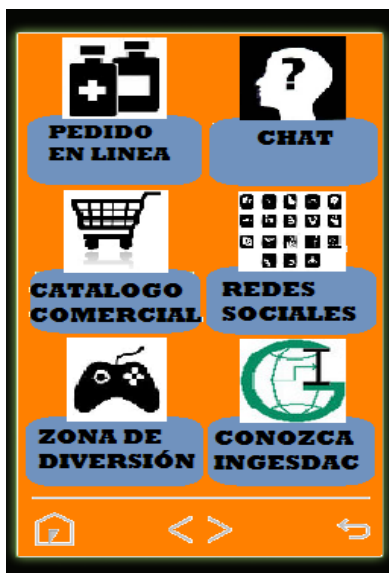 PEDIDO
EN LINEA
CHAT
CATALOGO
COMERCIAL
REDES
SOCIALES
ZONA DE
DIVERSIÓN
CONOZCA
INGESDAC